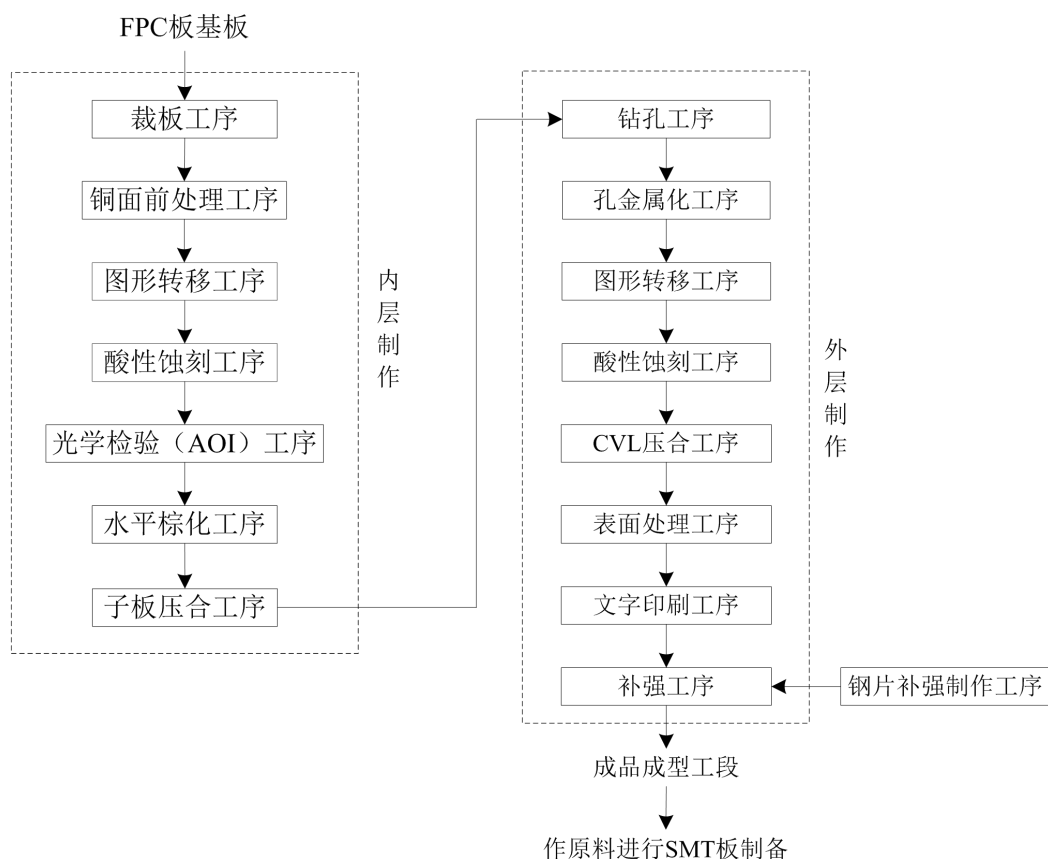 FPC板基板
裁板工序
铜面前处理工序
图形转移工序
酸性蚀刻工序
光学检验（AOI）工序
水平棕化工序
子板压合工序
内层制作
钻孔工序
孔金属化工序
图形转移工序
酸性蚀刻工序
CVL压合工序
表面处理工序
文字印刷工序
补强工序
外层制作
钢片补强制作工序
成品成型工段
作原料进行SMT板制备